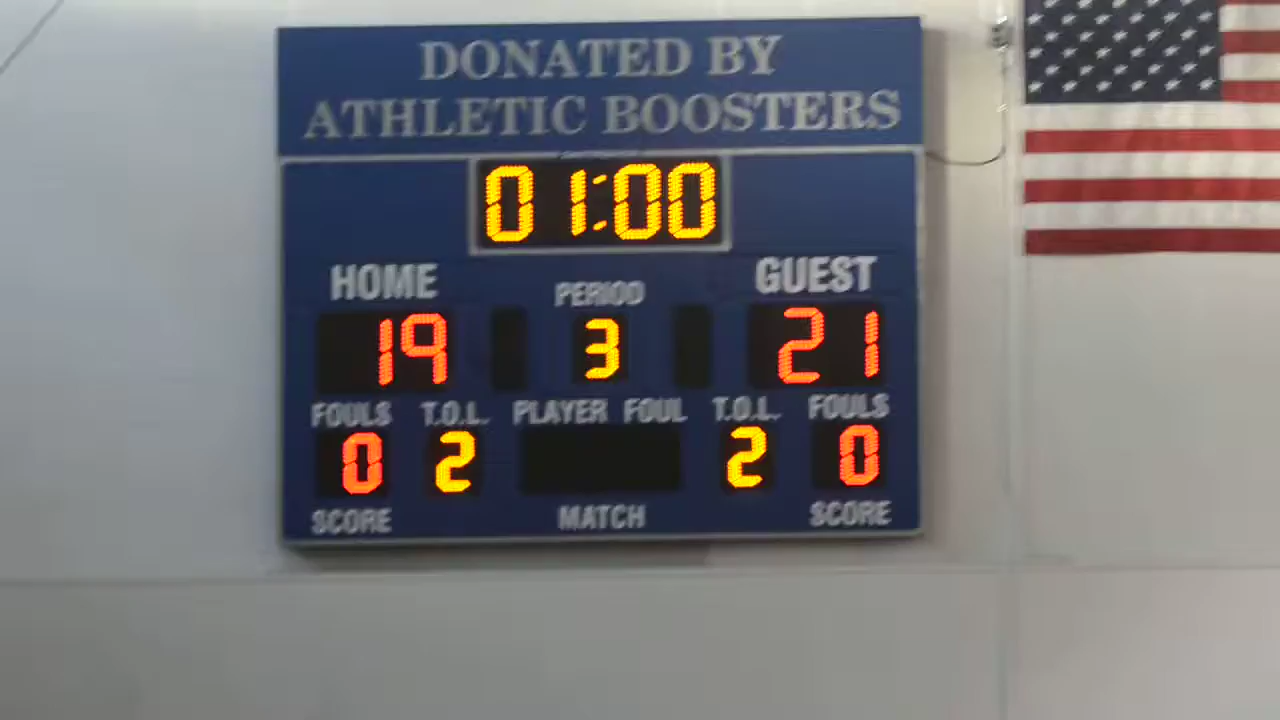 DONATED BY
ATHLETIC BOOSTERS
01:00
HOME PERIOD GUEST
19 3 21
FOULS T.O.L. PLAYER FOUL T.O.L. FOULS
0 2 2 0
SCORE MATCH SCORE